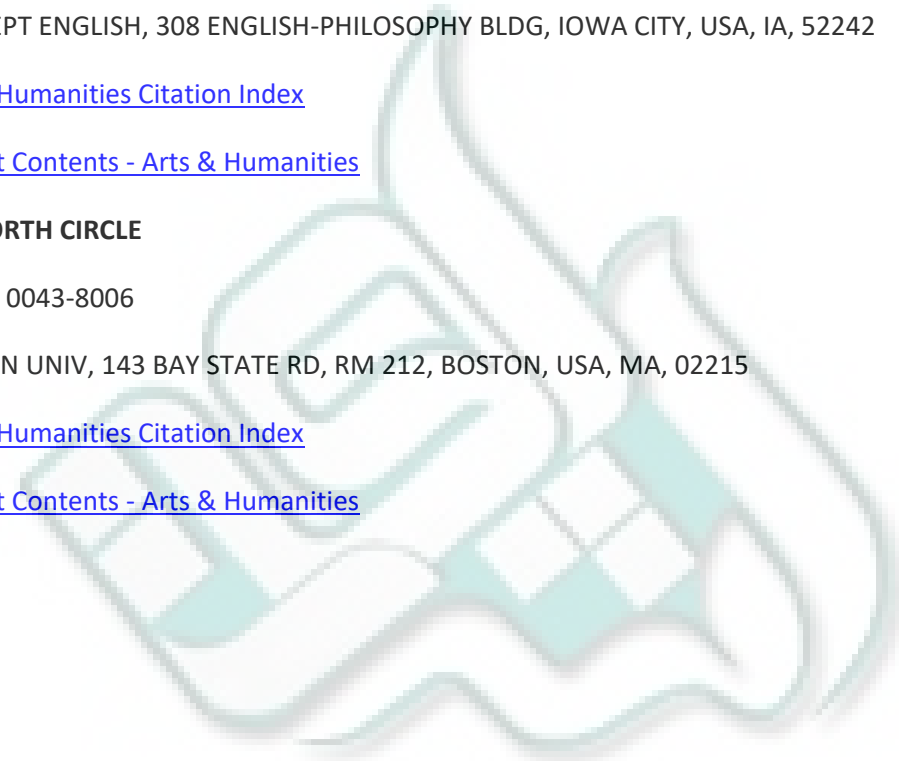 EPT ENGLISH, 308 ENGLISH-PHILOSOPHY BLDG, IOWA CITY, USA, IA, 52242
Humanities Citation Index
t Contents - Arts & Humanities
ORTH CIRCLE
0043-8006
N UNIV, 143 BAY STATE RD, RM 212, BOSTON, USA, MA, 02215
Humanities Citation Index
t Contents - Arts & Humanities